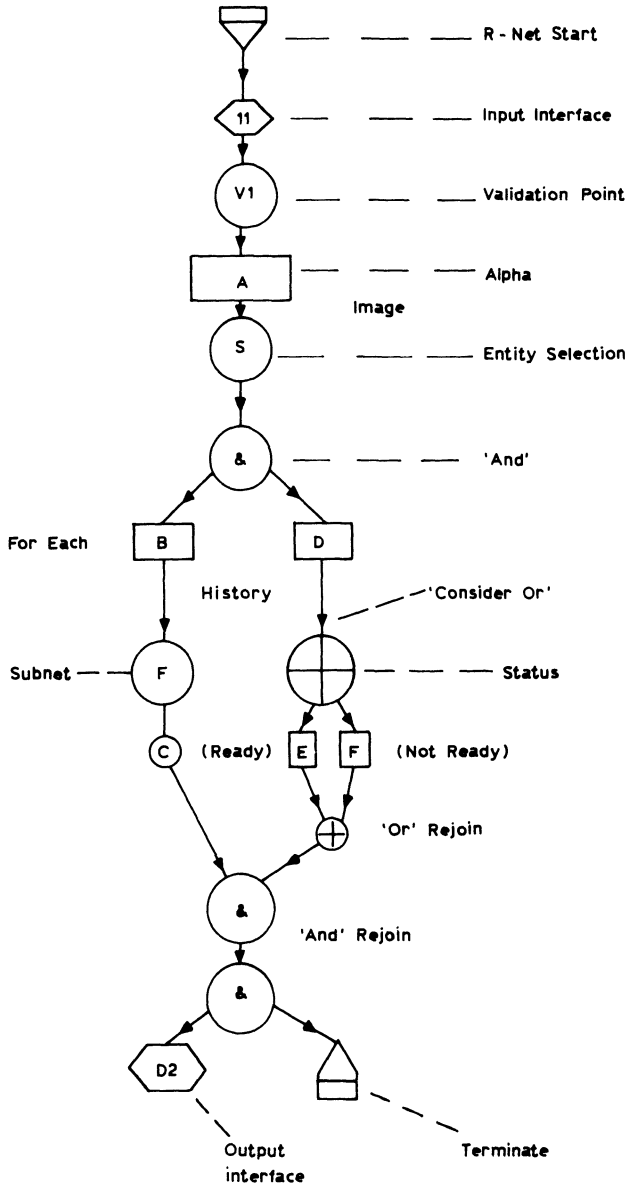 R-Net Start
11
Input Interface
V1
Validation Point
A
Alpha
Image
S
Entity Selection
&
'And'
For Each
B
D
History
'Consider Or'
Subnet
F
Status
C
(Ready)
E
F
(Not Ready)
'Or' Rejoin
&
'And' Rejoin
&
D2
Output
interface
Terminate